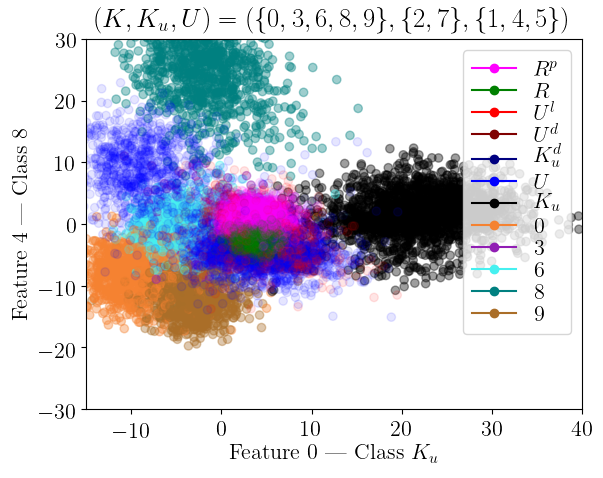 (K, K_u, U) = ({0, 3, 6, 8, 9}, {2, 7}, {1, 4, 5})
30
20
10
0
−10
−20
−30
Feature 4 — Class 8
−10 0 10 20 30 40
Feature 0 — Class K_u
R^p
R
U^l
U^d
K_u^d
U
K_u
0
3
6
8
9